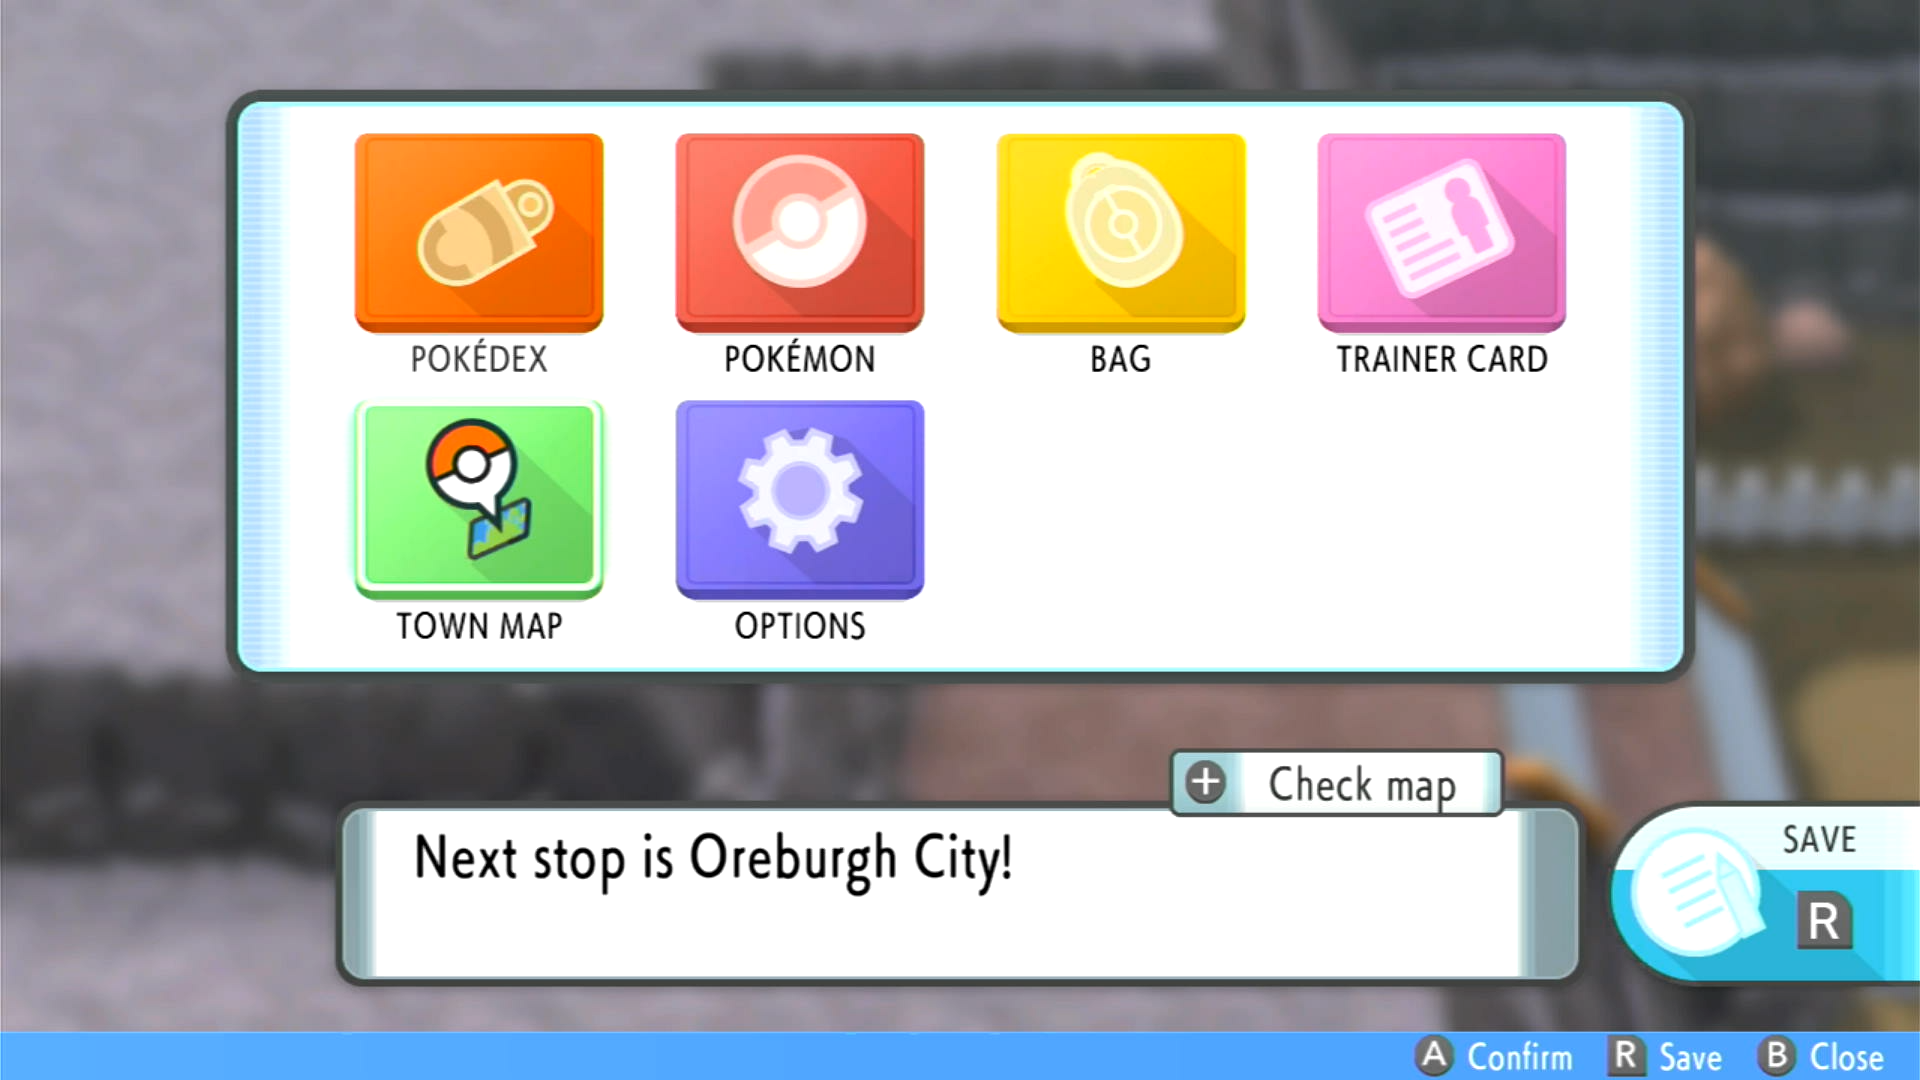 POKÉDEX
POKÉMON
BAG
TRAINER CARD
TOWN MAP
OPTIONS
+ Check map
Next stop is Oreburgh City!
SAVE
R
A Confirm R Save B Close